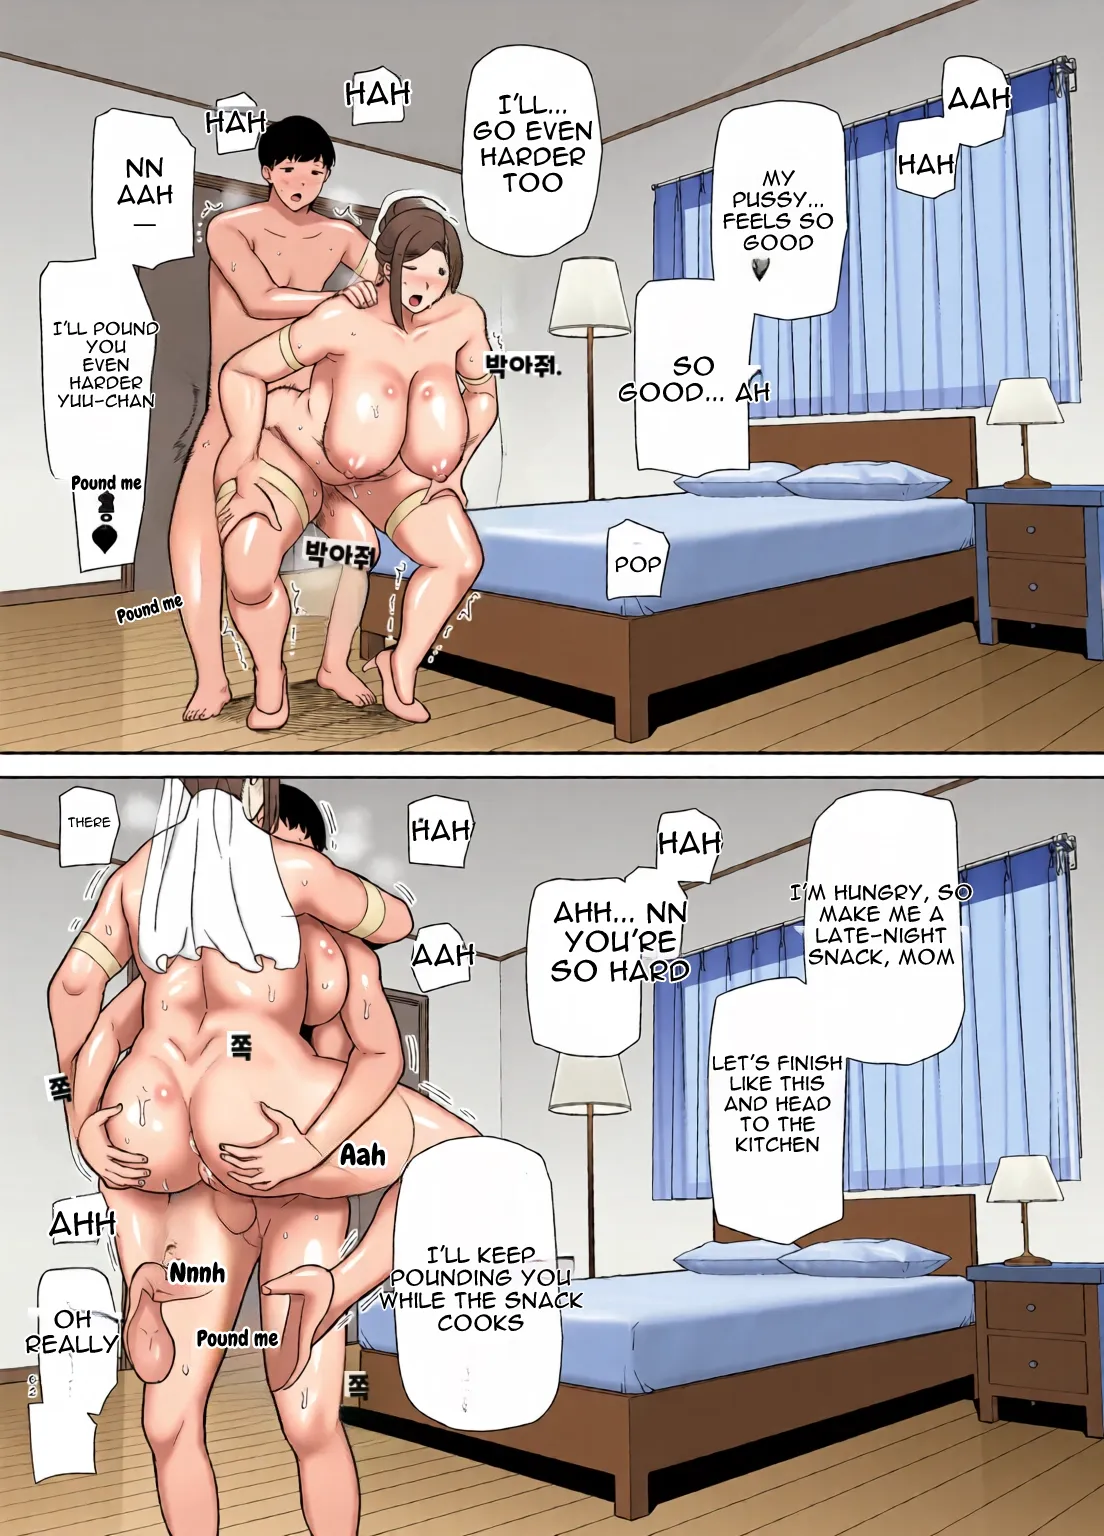 HAH
HAH
NN
AAH
—
I'LL POUND
YOU
EVEN
HARDER
YUU-CHAN
Pound me
Pound me
I'LL...
GO EVEN
HARDER
TOO
박아줘.
박아줘
AAH
HAH
MY
PUSSY...
FEELS SO
GOOD
SO
GOOD... AH
POP
THERE
HAH
HAH
AAH
AHH... NN
YOU'RE
SO HARD
I'M HUNGRY, SO
MAKE ME A
LATE-NIGHT
SNACK, MOM
LET'S FINISH
LIKE THIS
AND HEAD
TO THE
KITCHEN
쪽
쪽
Aah
AHH
Nnnh
Pound me
OH
REALLY
I'LL KEEP
POUNDING YOU
WHILE THE SNACK
COOKS
쪽